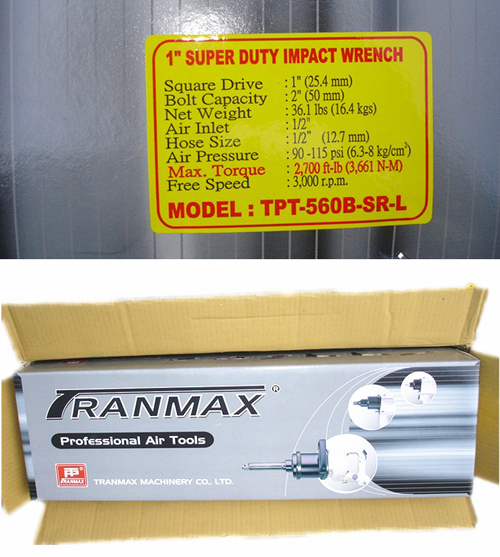 1" SUPER DUTY IMPACT WRENCH
Square Drive : 1" (25.4 mm)
Bolt Capacity : 2" (50 mm)
Net Weight : 36.1 lbs (16.4 kgs)
Air Inlet : 1/2"
Hose Size : 1/2" (12.7 mm)
Air Pressure : 90 -115 psi (6.3-8 kg/cm³)
Max. Torque : 2,700 ft-lb (3,661 N-M)
Free Speed : 3,000 r.p.m.
MODEL : TPT-560B-SR-L
TRANMAX®
Professional Air Tools
TRANMAX
TRANMAX MACHINERY CO., LTD.